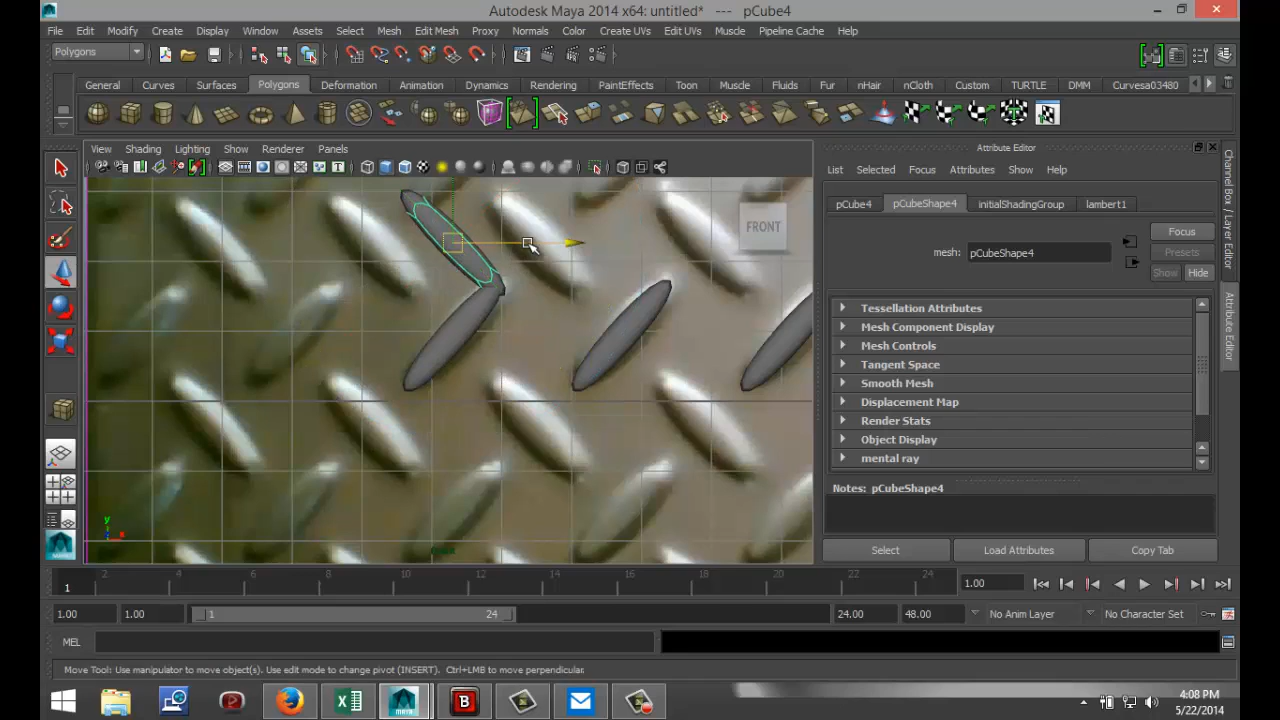 Autodesk Maya 2014 x64: untitled* --- pCube4
File Edit Modify Create Display Window Assets Select Mesh Edit Mesh Proxy Normals Color Create UVs Edit UVs Muscle Pipeline Cache Help
Polygons
General Curves Surfaces Polygons Deformation Animation Dynamics Rendering PaintEffects Toon Muscle Fluids Fur nHair nCloth Custom TURTLE DMM Curvesa03480
View Shading Lighting Show Renderer Panels
Attribute Editor
List Selected Focus Attributes Show Help
pCube4 pCubeShape4 initialShadingGroup lambert1
FRONT
Focus
mesh: pCubeShape4
Presets
Show Hide
Tessellation Attributes
Mesh Component Display
Mesh Controls
Tangent Space
Smooth Mesh
Displacement Map
Render Stats
Object Display
mental ray
Notes: pCubeShape4
Select Load Attributes Copy Tab
Channel Box / Layer Editor
Attribute Editor
y
x
1 2 4 6 8 10 12 14 16 18 20 22 24 1.00
1.00 1.00 1 24 24.00 48.00 No Anim Layer No Character Set
MEL
Move Tool: Use manipulator to move object(s). Use edit mode to change pivot (INSERT). Ctrl+LMB to move perpendicular.
4:08 PM
5/22/2014